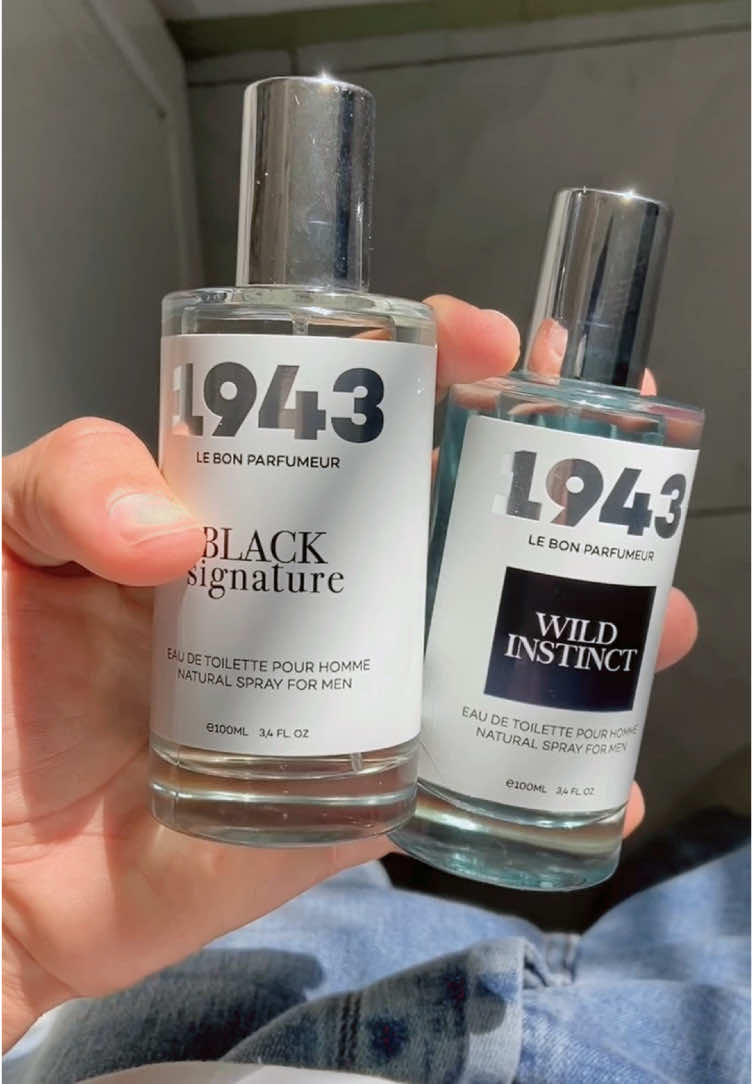 1943
LE BON PARFUMEUR
BLACK
signature
EAU DE TOILETTE POUR HOMME
NATURAL SPRAY FOR MEN
℮100ML 3,4 FL. OZ
1943
LE BON PARFUMEUR
WILD
INSTINCT
EAU DE TOILETTE POUR HOMME
NATURAL SPRAY FOR MEN
℮100ML 3,4 FL. OZ